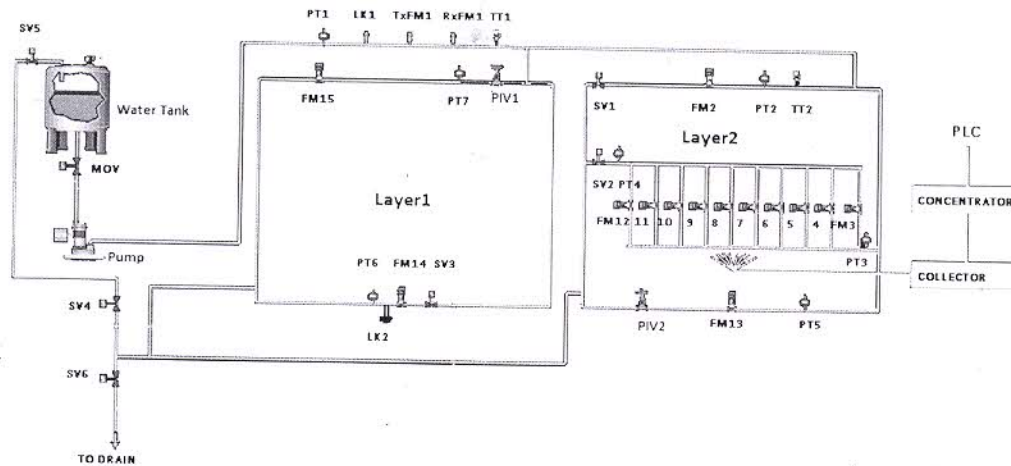 PT1 LK1 TxFM1 RxFM1 TT1
SV5
Water Tank
MOV
Pump
SV4
SV6
TO DRAIN
FM15 PT7 PIV1
Layer1
PT6 FM14 SV3
LK2
SV1 FM2 PT2 TT2
Layer2
SV2 PT4
FM12 11 10 9 8 7 6 5 4 FM3
PT3
PIV2 FM13 PT5
PLC
CONCENTRATOR
COLLECTOR